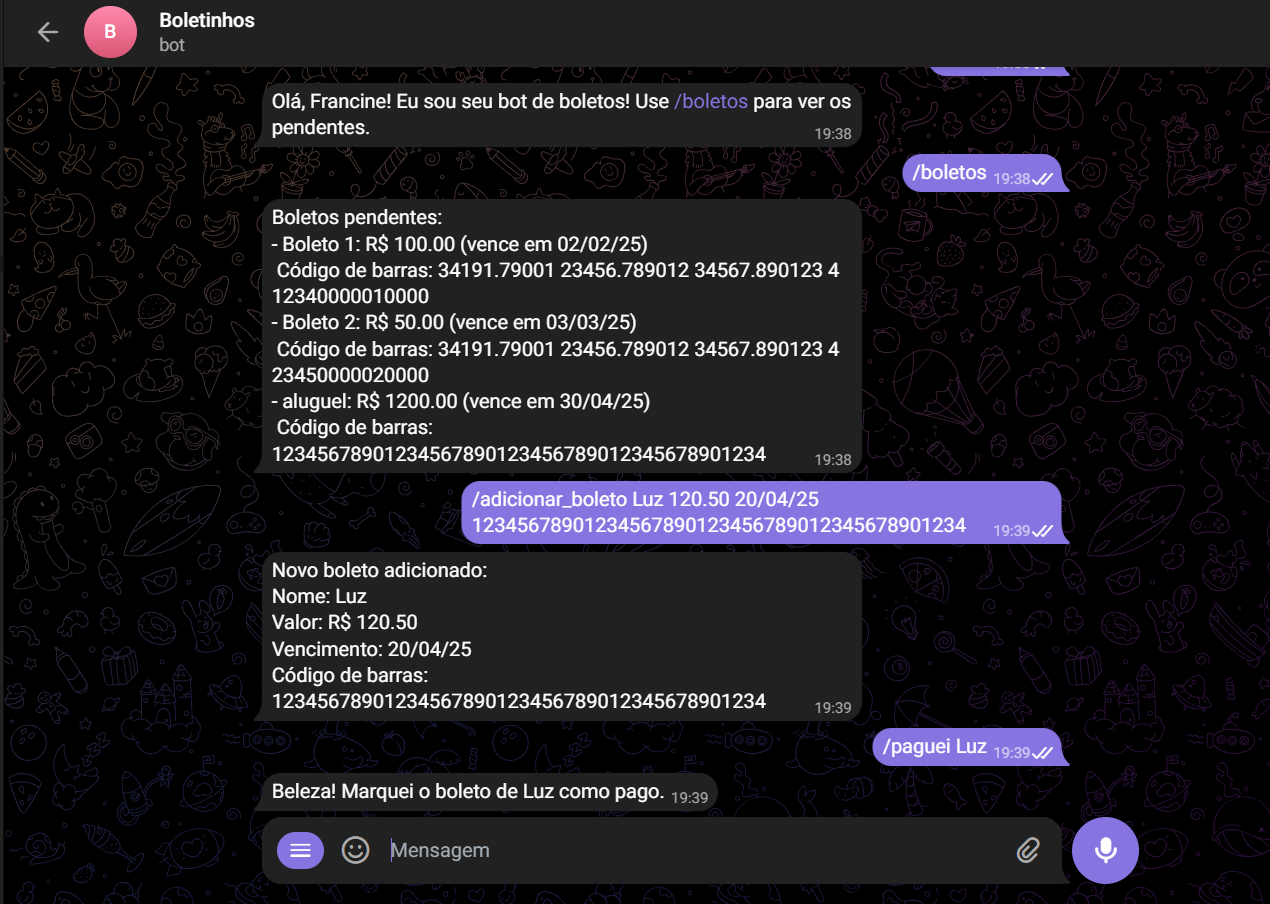 B
Boletinhos
bot
Olá, Francine! Eu sou seu bot de boletos! Use /boletos para ver os
pendentes.
19:38
/boletos 19:38
Boletos pendentes:
- Boleto 1: R$ 100.00 (vence em 02/02/25)
Código de barras: 34191.79001 23456.789012 34567.890123 4
12340000010000
- Boleto 2: R$ 50.00 (vence em 03/03/25)
Código de barras: 34191.79001 23456.789012 34567.890123 4
23450000020000
- aluguel: R$ 1200.00 (vence em 30/04/25)
Código de barras:
12345678901234567890123456789012345678901234
19:38
/adicionar_boleto Luz 120.50 20/04/25
12345678901234567890123456789012345678901234
19:39
Novo boleto adicionado:
Nome: Luz
Valor: R$ 120.50
Vencimento: 20/04/25
Código de barras:
12345678901234567890123456789012345678901234
19:39
/paguei Luz 19:39
Beleza! Marquei o boleto de Luz como pago. 19:39
Mensagem